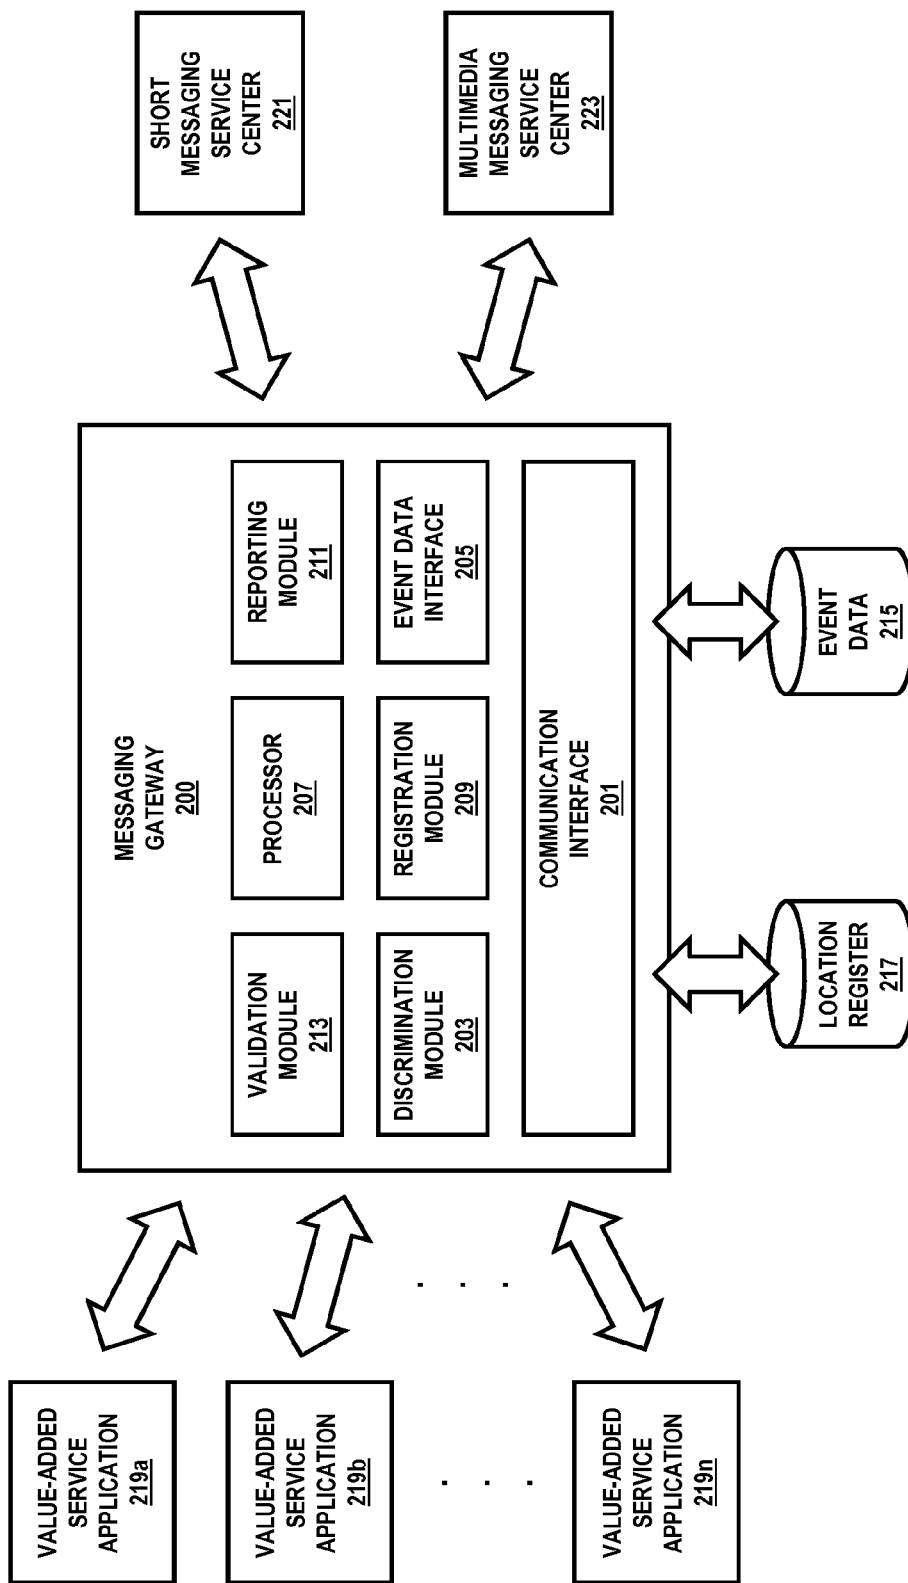 VALUE-ADDED
SERVICE
APPLICATION
219a
VALUE-ADDED
SERVICE
APPLICATION
219b
. . .
VALUE-ADDED
SERVICE
APPLICATION
219n
. . .
MESSAGING
GATEWAY
200
VALIDATION
MODULE
213
PROCESSOR
207
REPORTING
MODULE
211
DISCRIMINATION
MODULE
203
REGISTRATION
MODULE
209
EVENT DATA
INTERFACE
205
COMMUNICATION
INTERFACE
201
LOCATION
REGISTER
217
EVENT
DATA
215
SHORT
MESSAGING
SERVICE
CENTER
221
MULTIMEDIA
MESSAGING
SERVICE
CENTER
223